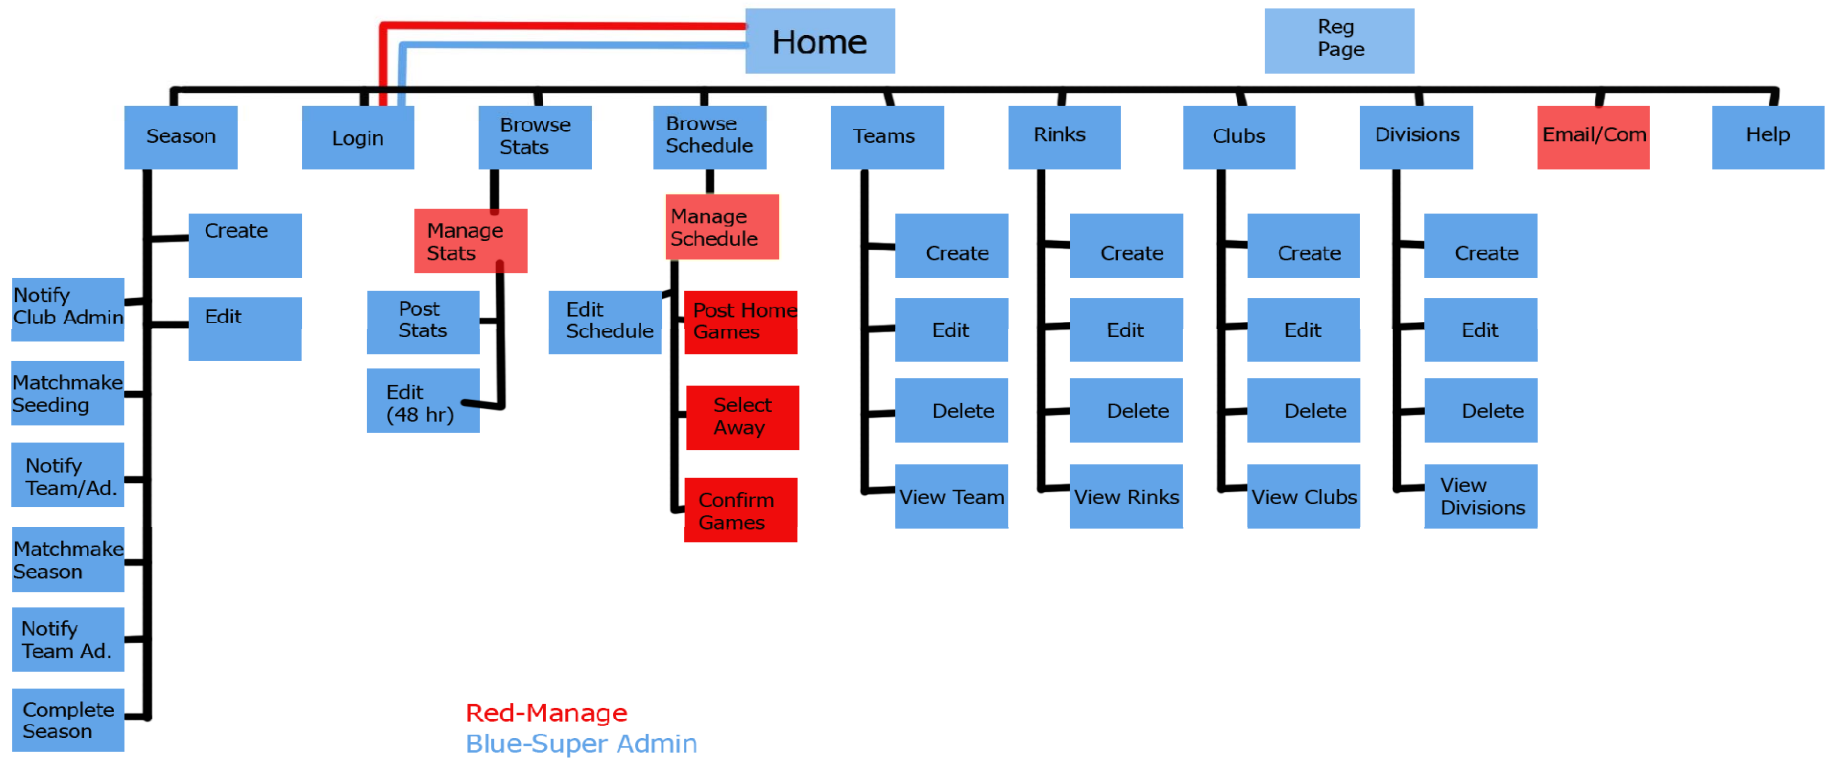 Home
Reg
Page
Season
Login
Browse
Stats
Browse
Schedule
Teams
Rinks
Clubs
Divisions
Email/Com
Help
Create
Edit
Notify
Club Admin
Matchmake
Seeding
Notify
Team/Ad.
Matchmake
Season
Notify
Team Ad.
Complete
Season
Manage
Stats
Post
Stats
Edit
(48 hr)
Manage
Schedule
Edit
Schedule
Post Home
Games
Select
Away
Confirm
Games
Create
Edit
Delete
View Team
Create
Edit
Delete
View Rinks
Create
Edit
Delete
View Clubs
Create
Edit
Delete
View
Divisions
Red-Manage
Blue-Super Admin